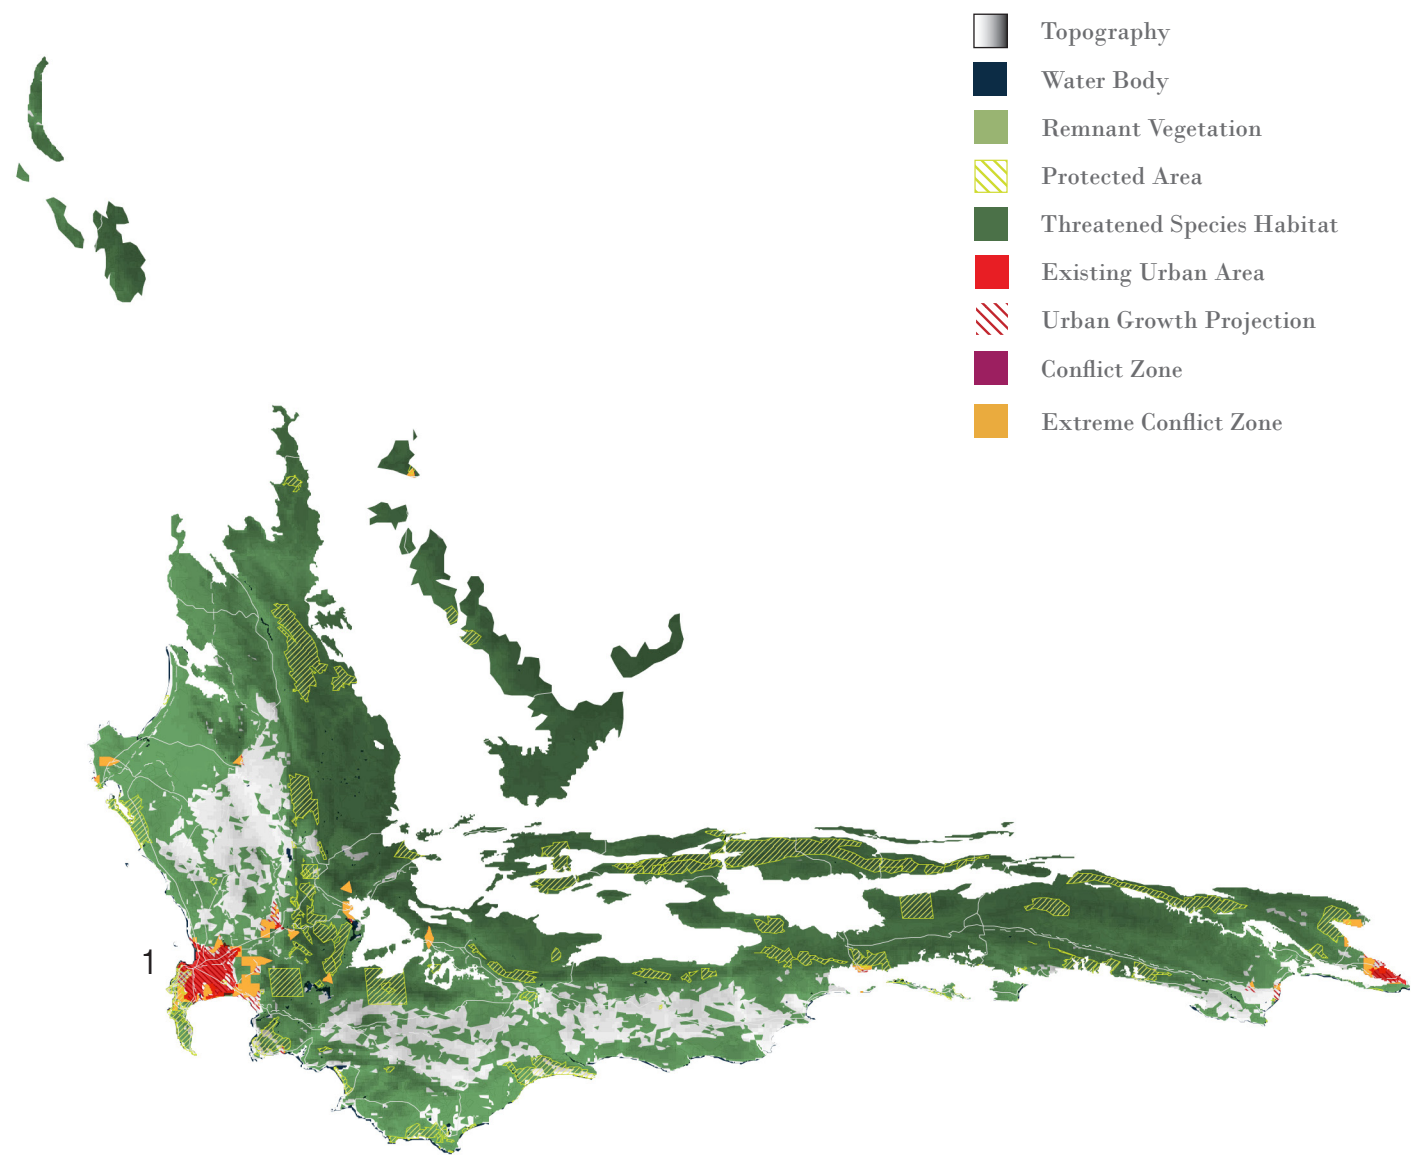 Topography
Water Body
Remnant Vegetation
Protected Area
Threatened Species Habitat
Existing Urban Area
Urban Growth Projection
Conflict Zone
Extreme Conflict Zone
1